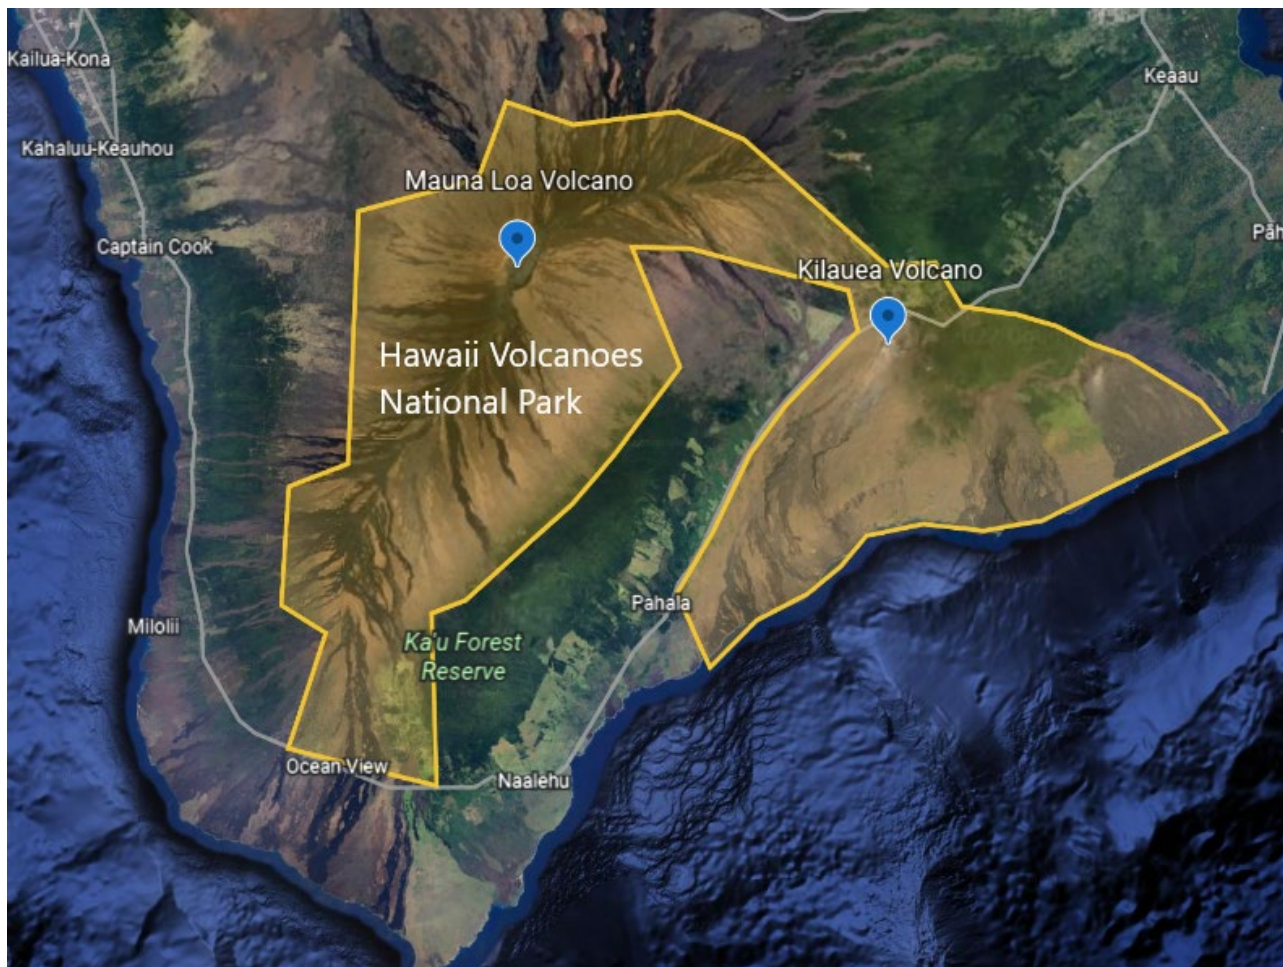 Kailua-Kona
Keaau
Kahaluu-Keauhou
Mauna Loa Volcano
Captain Cook
Pāh
Kilauea Volcano
Hawaii Volcanoes
National Park
Pahala
Milolii
Ka'u Forest
Reserve
Ocean View
Naalehu